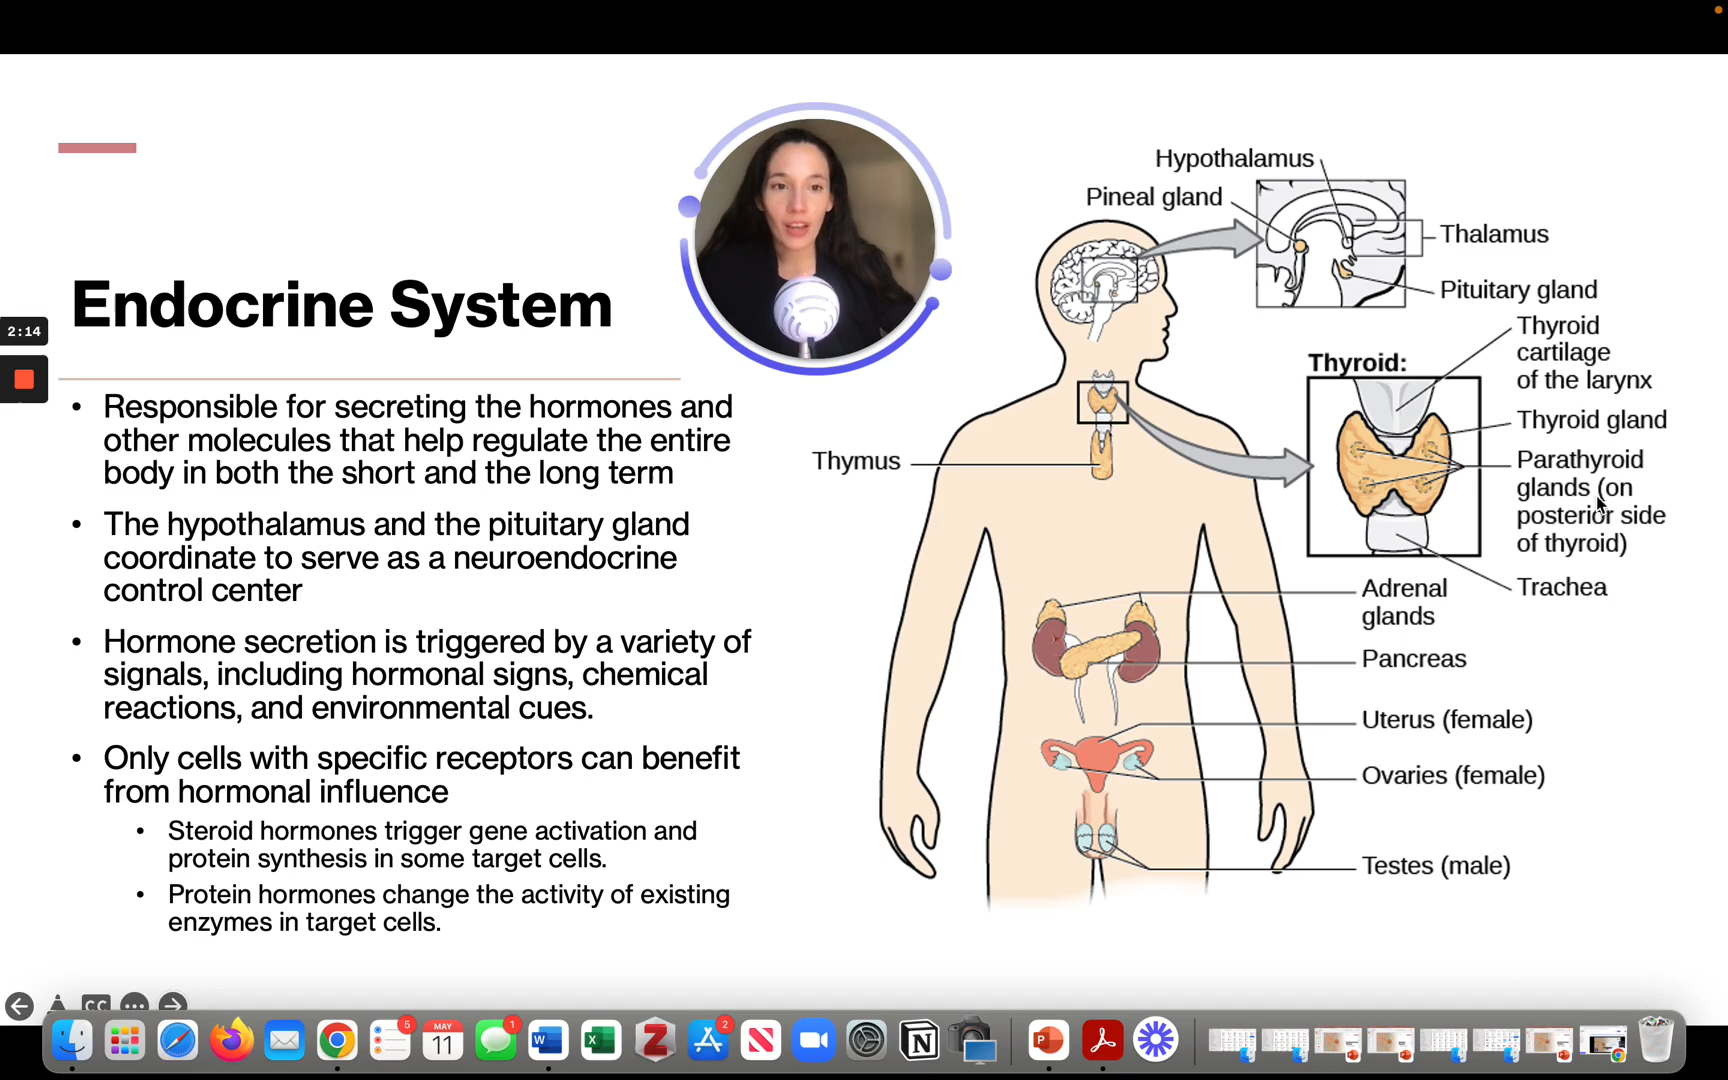 Endocrine System
2:14
• Responsible for secreting the hormones and
other molecules that help regulate the entire
body in both the short and the long term
• The hypothalamus and the pituitary gland
coordinate to serve as a neuroendocrine
control center
• Hormone secretion is triggered by a variety of
signals, including hormonal signs, chemical
reactions, and environmental cues.
• Only cells with specific receptors can benefit
from hormonal influence
• Steroid hormones trigger gene activation and
protein synthesis in some target cells.
• Protein hormones change the activity of existing
enzymes in target cells.
Hypothalamus
Pineal gland
Thalamus
Pituitary gland
Thyroid
cartilage
of the larynx
Thyroid:
Thyroid gland
Thymus
Parathyroid
glands (on
posterior side
of thyroid)
Trachea
Adrenal
glands
Pancreas
Uterus (female)
Ovaries (female)
Testes (male)
CC
5
MAY
11
1
W
X
Z
2
N
P